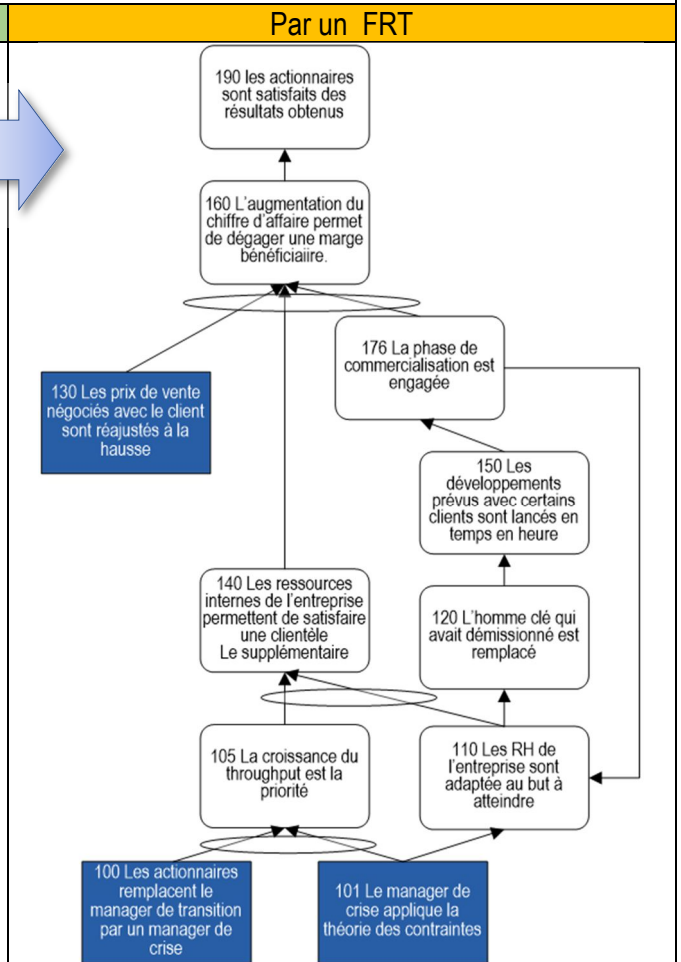 Par un FRT
190 les actionnaires
sont satisfaits des
résultats obtenus
160 L'augmentation du
chiffre d'affaire permet
de dégager une marge
bénéficiaiire.
176 La phase de
commercialisation est
engagée
130 Les prix de vente
négociés avec le client
sont réajustés à la
hausse
150 Les
développements
prévus avec certains
clients sont lancés en
temps en heure
140 Les ressources
internes de l'entreprise
permettent de satisfaire
une clientèle
Le supplémentaire
120 L'homme clé qui
avait démissionné est
remplacé
105 La croissance du
throughput est la
priorité
110 Les RH de
l'entreprise sont
adaptée au but à
atteindre
100 Les actionnaires
remplacent le
manager de transition
par un manager de
crise
101 Le manager de
crise applique la
théorie des contraintes